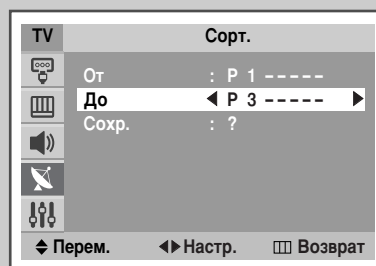 TV Сорт.
От : P 1 -----
До ◀ P 3 ----- ▶
Сохр. : ?
Перем. Настр. Возврат